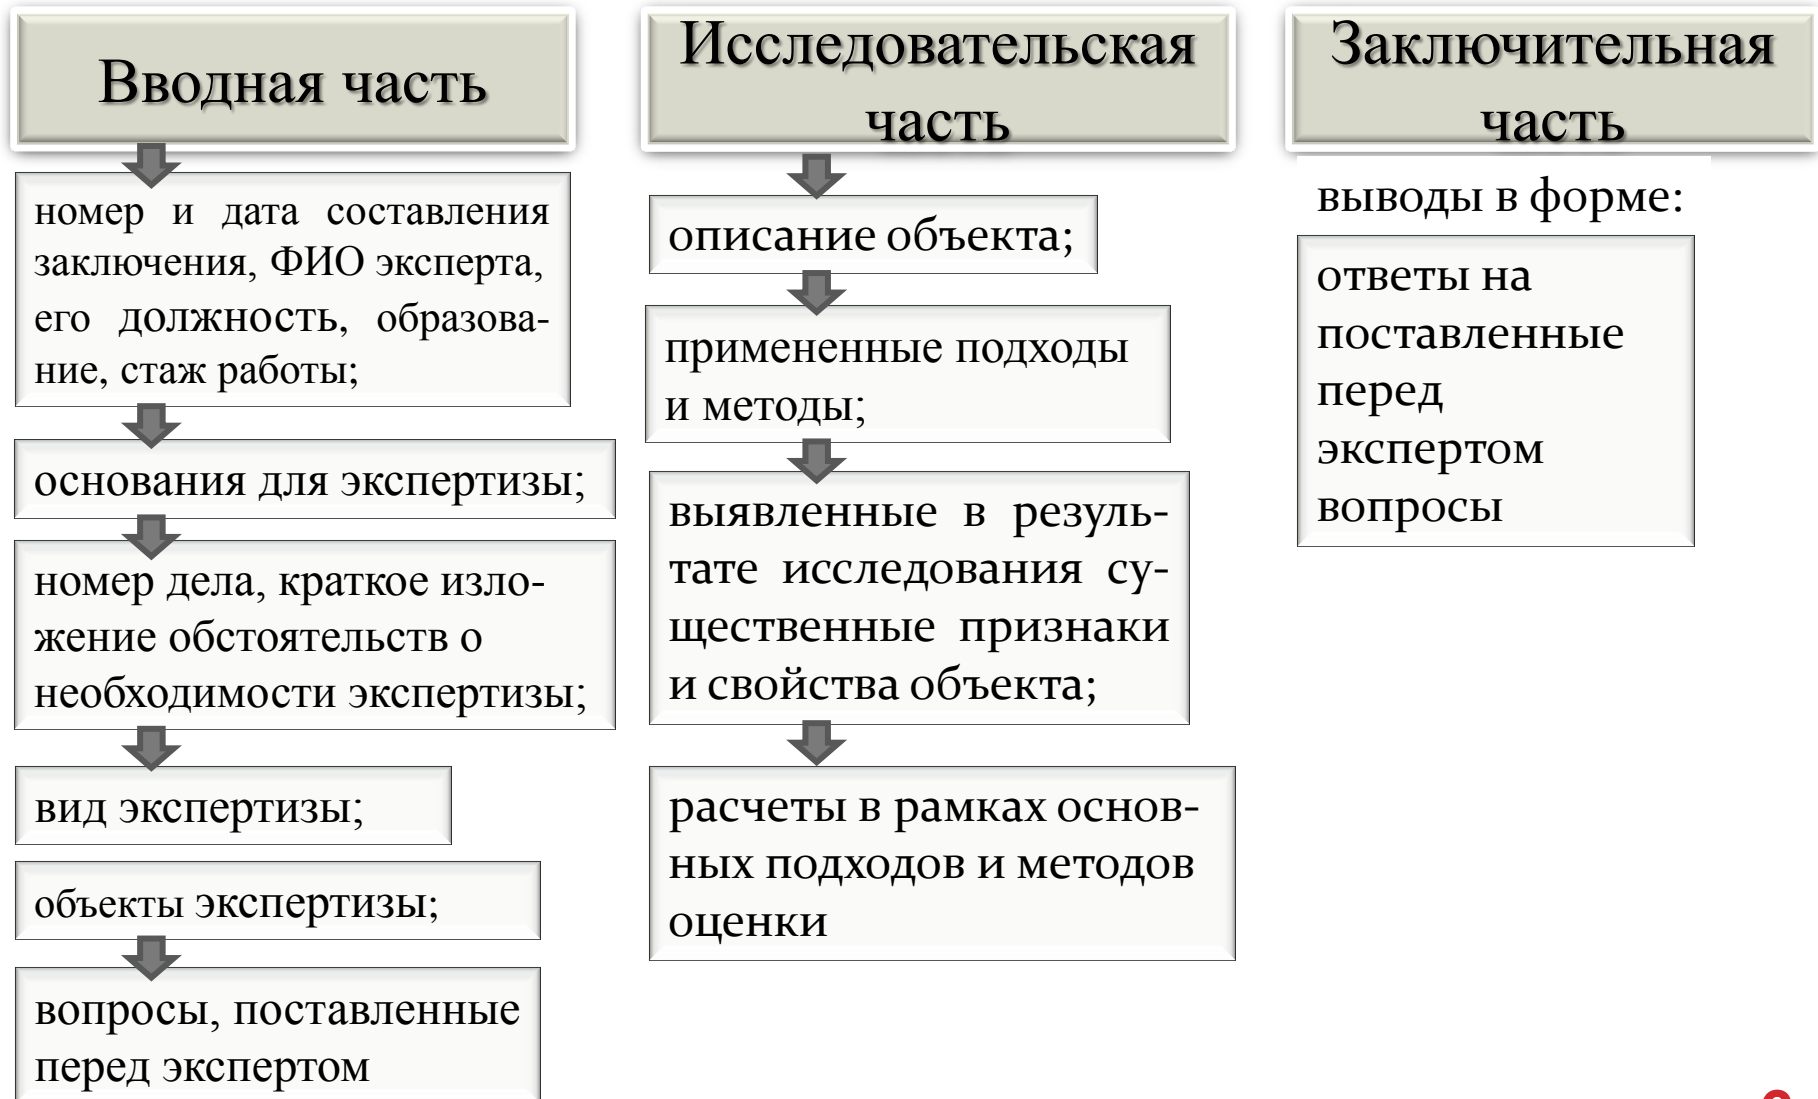 Вводная часть
номер и дата составления
заключения, ФИО эксперта,
его должность, образова-
ние, стаж работы;
основания для экспертизы;
номер дела, краткое изло-
жение обстоятельств о
необходимости экспертизы;
вид экспертизы;
объекты экспертизы;
вопросы, поставленные
перед экспертом
Исследовательская
часть
описание объекта;
примененные подходы
и методы;
выявленные в резуль-
тате исследования су-
щественные признаки
и свойства объекта;
расчеты в рамках основ-
ных подходов и методов
оценки
Заключительная
часть
выводы в форме:
ответы на
поставленные
перед
экспертом
вопросы